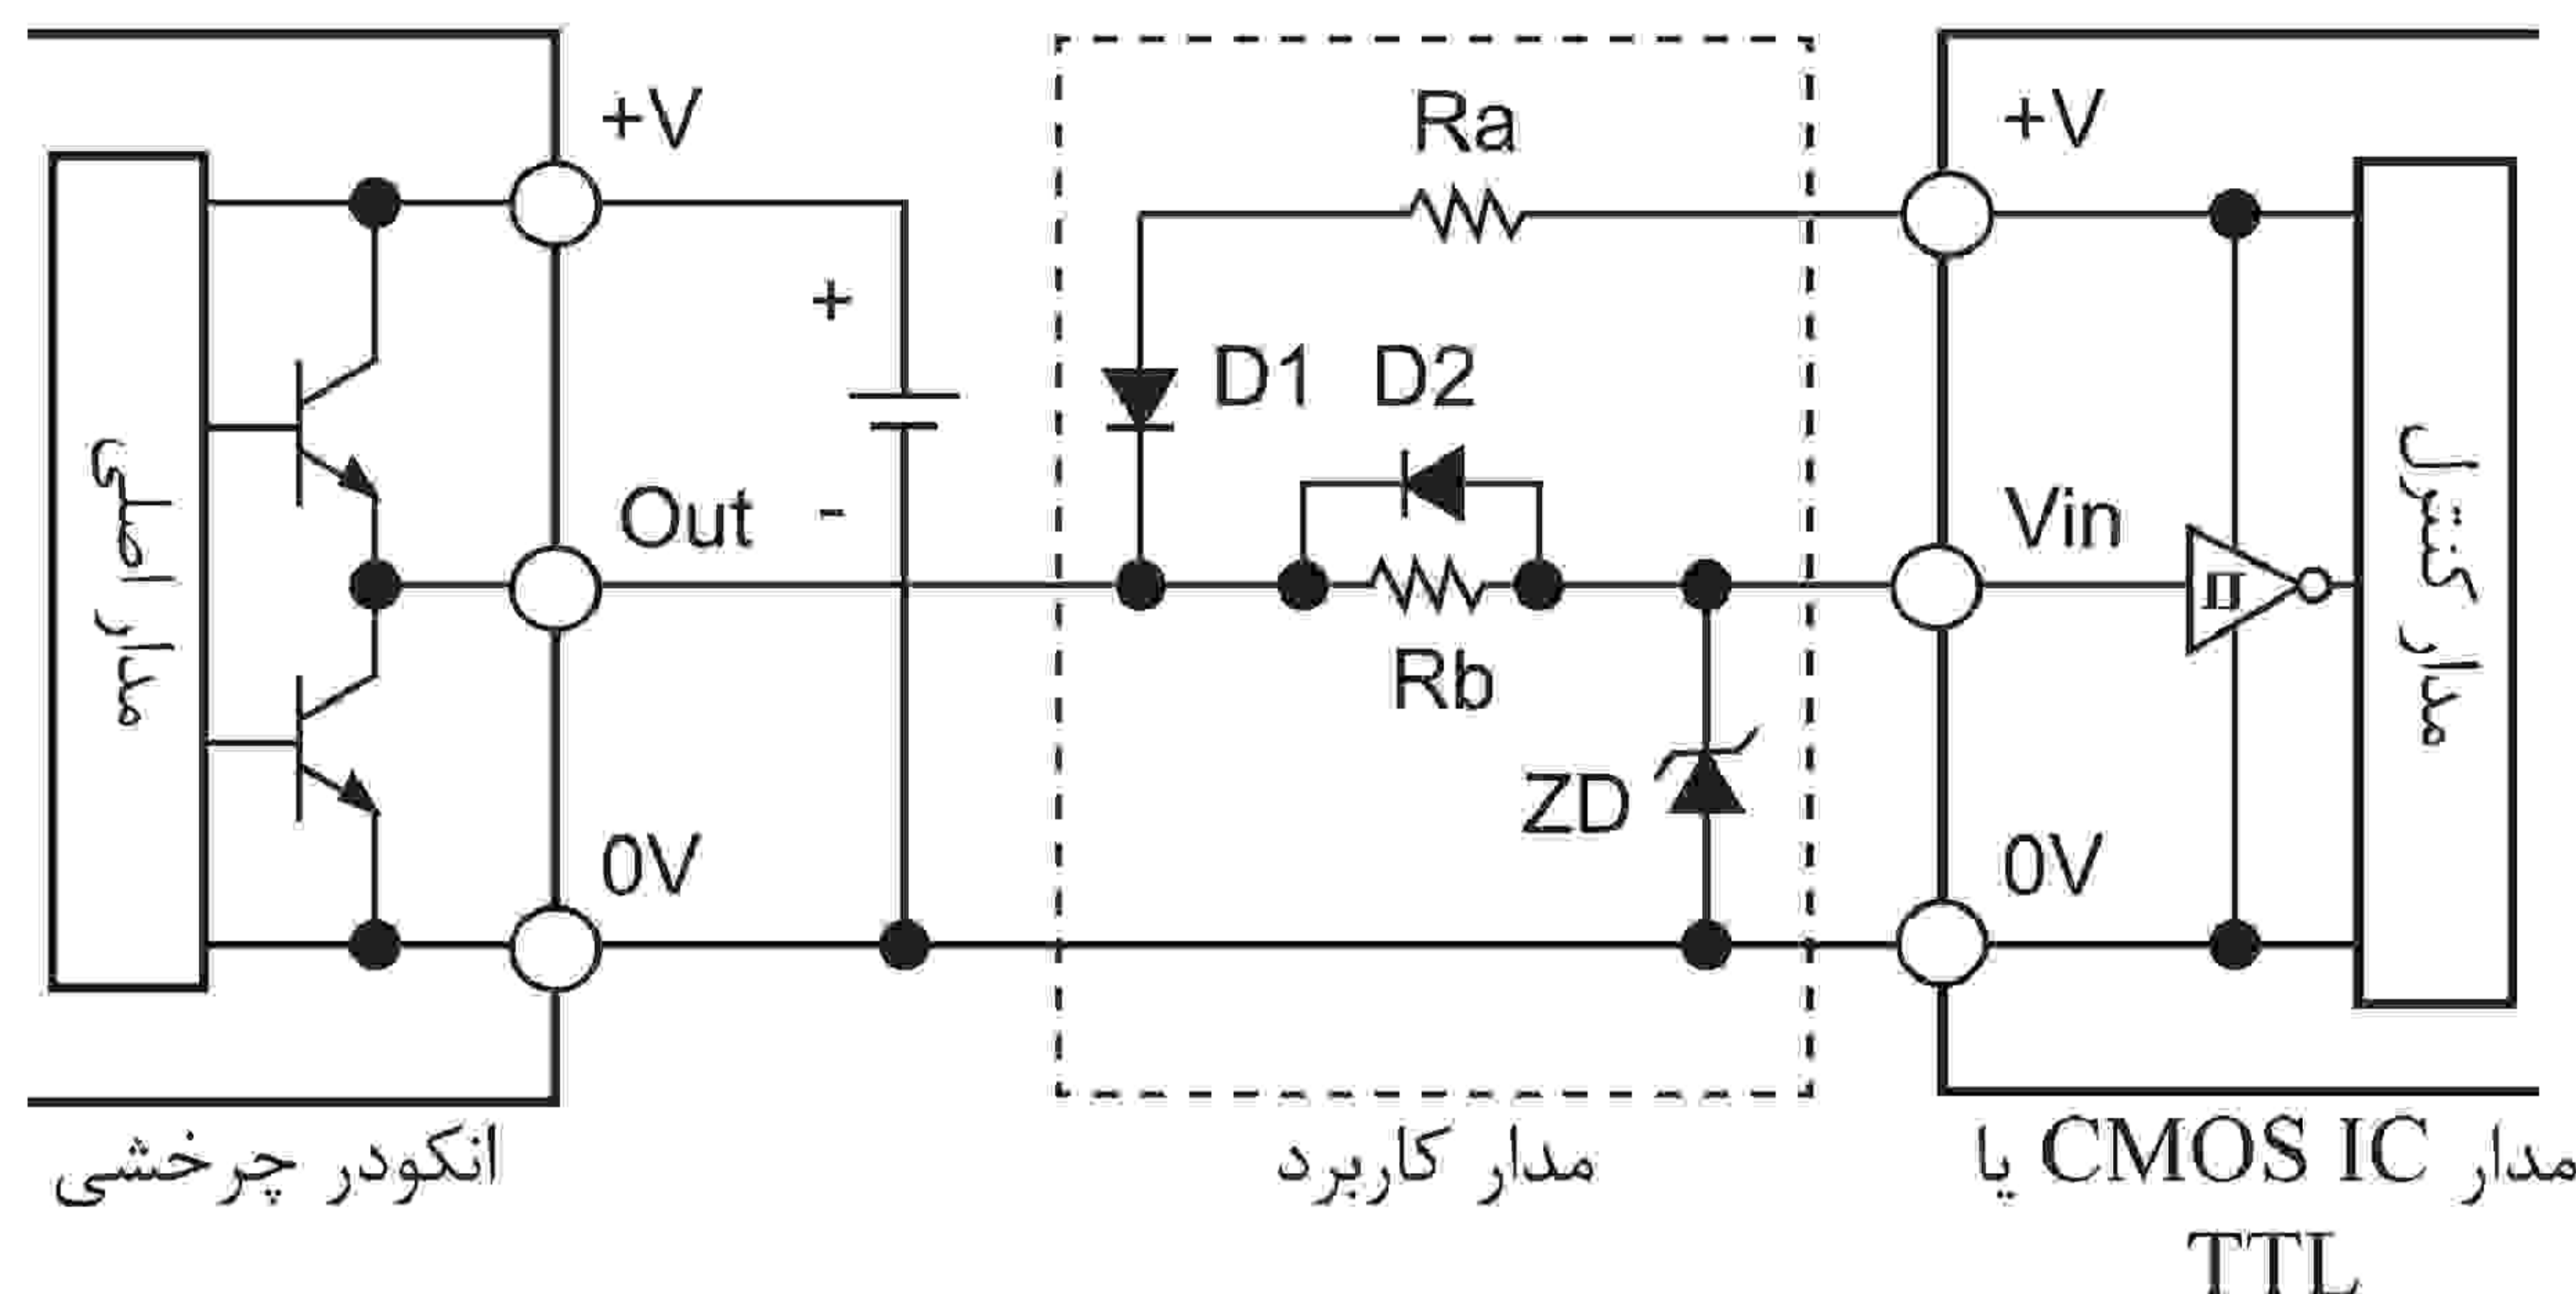 +V
Out
0V
+
-
مدار اصلی
Ra
D1
D2
Rb
ZD
+V
Vin
0V
مدار کنترل
انکودر چرخشی
مدار کاربرد
مدار CMOS IC یا
TTL